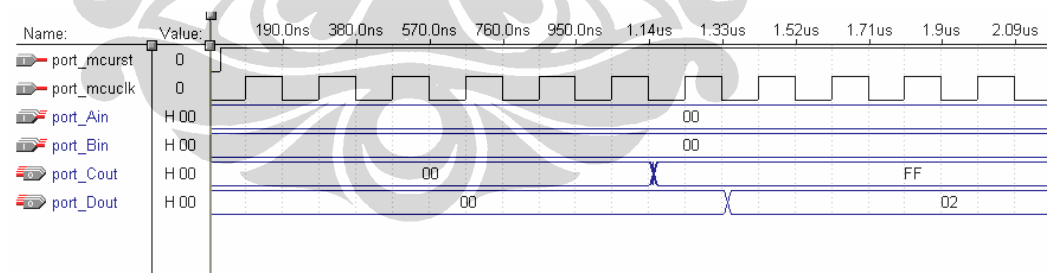 Name: Value: 190.0ns 380.0ns 570.0ns 760.0ns 950.0ns 1.14us 1.33us 1.52us 1.71us 1.9us 2.09us
port_mcurst 0
port_mcuclk 0
port_Ain H 00 00
port_Bin H 00 00
port_Cout H 00 00 FF
port_Dout H 00 00 02